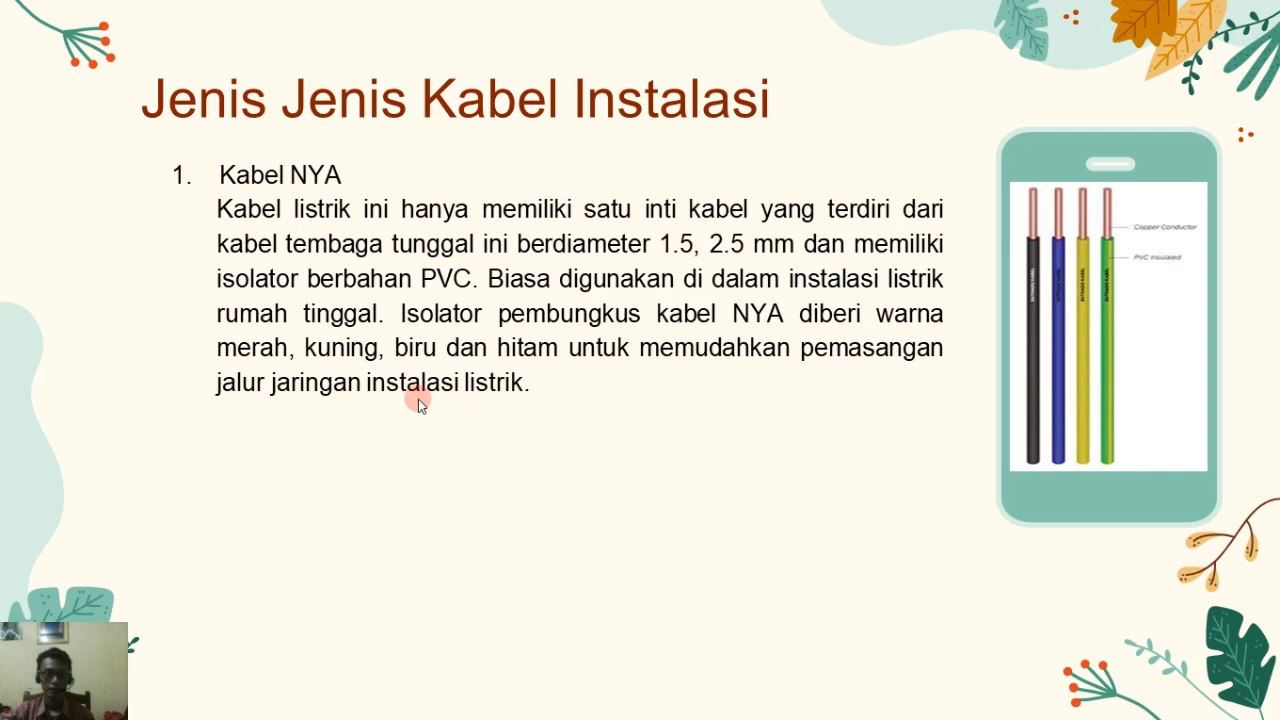 Jenis Jenis Kabel Instalasi
1. Kabel NYA
Kabel listrik ini hanya memiliki satu inti kabel yang terdiri dari
kabel tembaga tunggal ini berdiameter 1.5, 2.5 mm dan memiliki
isolator berbahan PVC. Biasa digunakan di dalam instalasi listrik
rumah tinggal. Isolator pembungkus kabel NYA diberi warna
merah, kuning, biru dan hitam untuk memudahkan pemasangan
jalur jaringan instalasi listrik.
Copper Conductor
PVC Insulated